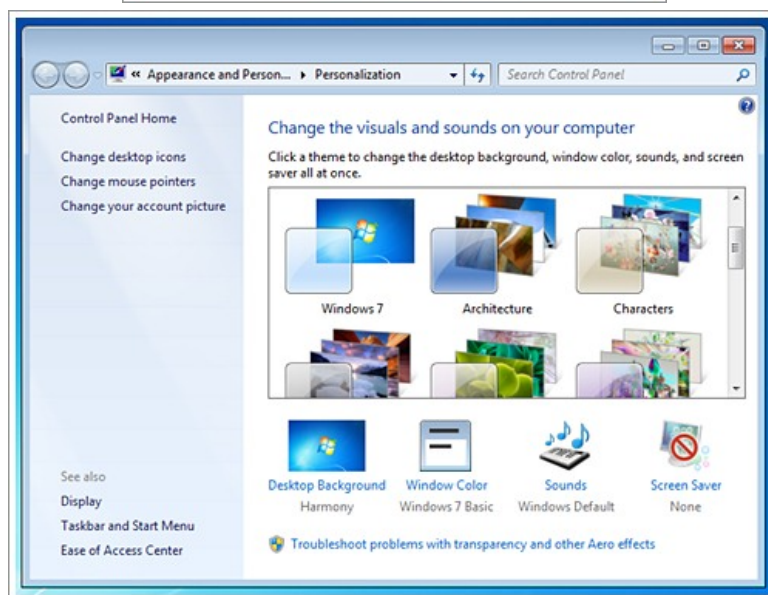 « Appearance and Person... ▸ Personalization
Search Control Panel
Control Panel Home
Change desktop icons
Change mouse pointers
Change your account picture
See also
Display
Taskbar and Start Menu
Ease of Access Center
Change the visuals and sounds on your computer
Click a theme to change the desktop background, window color, sounds, and screen
saver all at once.
Windows 7
Architecture
Characters
Desktop Background
Harmony
Window Color
Windows 7 Basic
Sounds
Windows Default
Screen Saver
None
Troubleshoot problems with transparency and other Aero effects